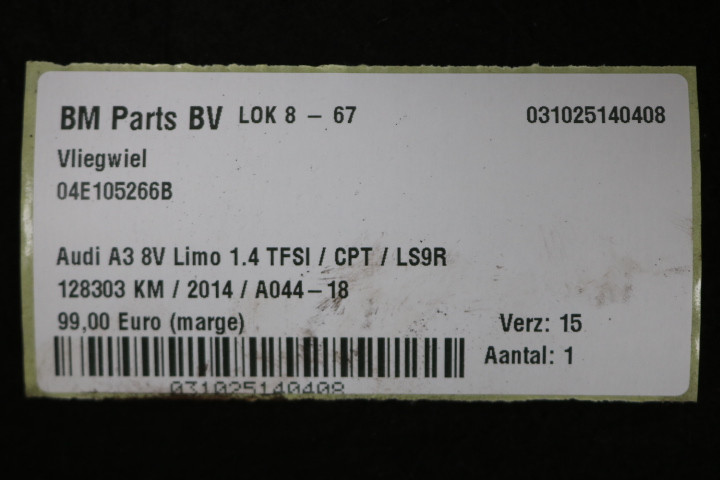 BM Parts BV LOK 8 - 67 031025140408
Vliegwiel
04E105266B
Audi A3 8V Limo 1.4 TFSI / CPT / LS9R
128303 KM / 2014 / A044-18
99,00 Euro (marge) Verz: 15
Aantal: 1
031025140408